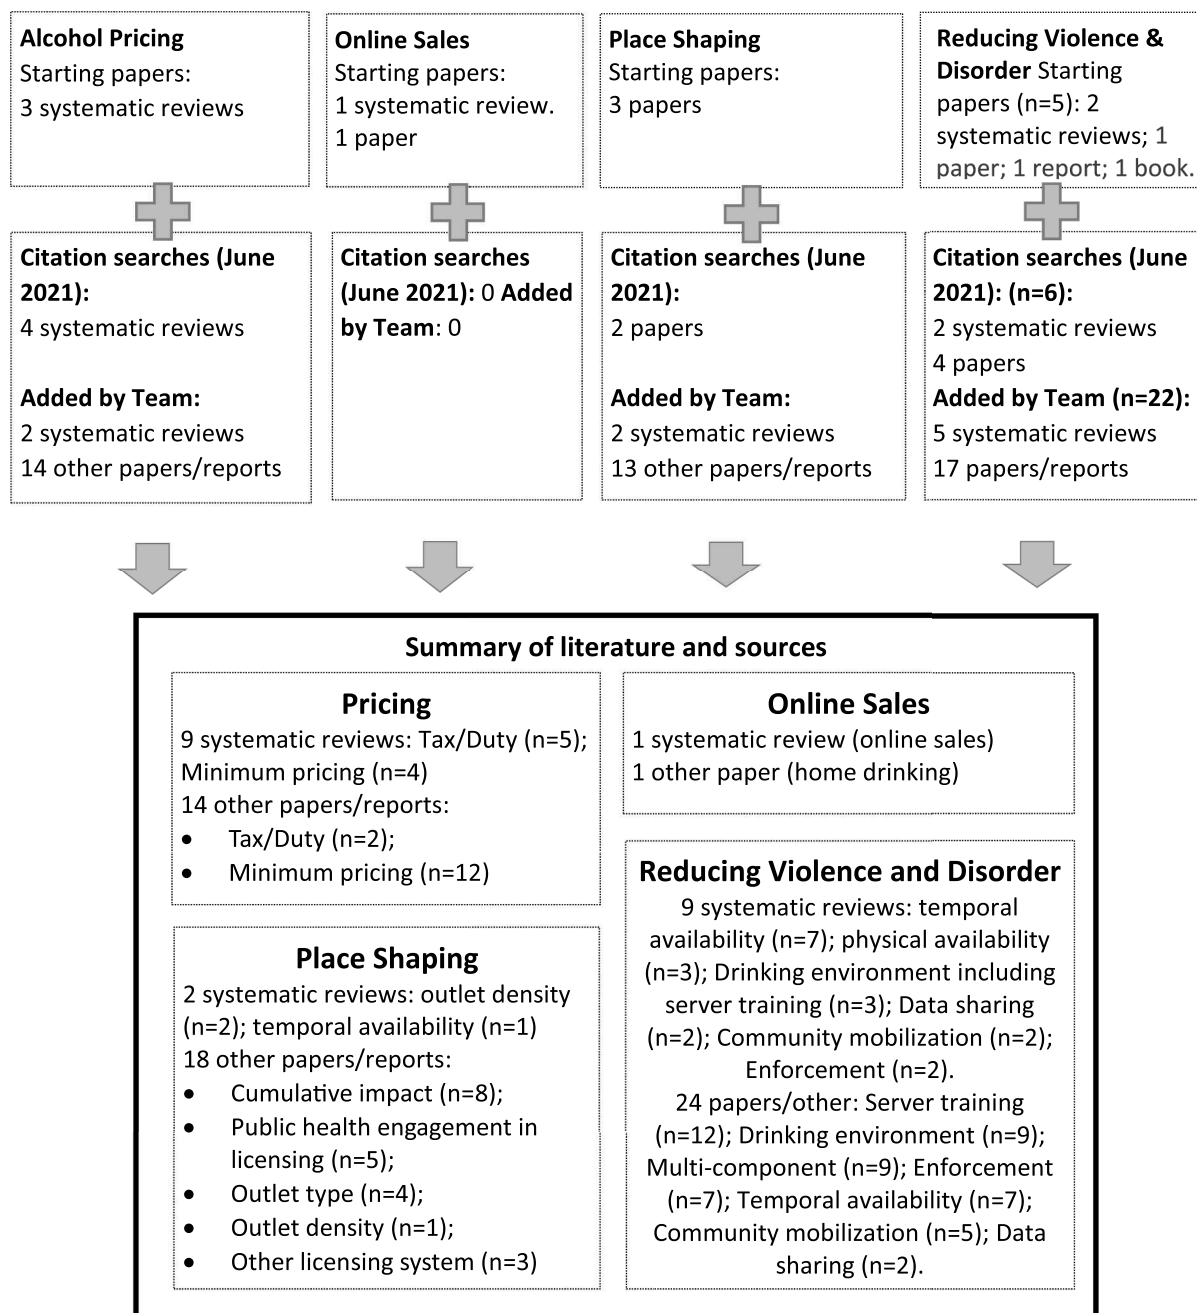 Alcohol Pricing
Starting papers:
3 systematic reviews
Online Sales
Starting papers:
1 systematic review.
1 paper
Place Shaping
Starting papers:
3 papers
Reducing Violence &
Disorder Starting
papers (n=5): 2
systematic reviews; 1
paper; 1 report; 1 book.
Citation searches (June
2021):
4 systematic reviews
Added by Team:
2 systematic reviews
14 other papers/reports
Citation searches
(June 2021): 0 Added
by Team: 0
Citation searches (June
2021):
2 papers
Added by Team:
2 systematic reviews
13 other papers/reports
Citation searches (June
2021): (n=6):
2 systematic reviews
4 papers
Added by Team (n=22):
5 systematic reviews
17 papers/reports
Summary of literature and sources
Pricing
9 systematic reviews: Tax/Duty (n=5);
Minimum pricing (n=4)
14 other papers/reports:
• Tax/Duty (n=2);
• Minimum pricing (n=12)
Online Sales
1 systematic review (online sales)
1 other paper (home drinking)
Place Shaping
2 systematic reviews: outlet density
(n=2); temporal availability (n=1)
18 other papers/reports:
• Cumulative impact (n=8);
• Public health engagement in
licensing (n=5);
• Outlet type (n=4);
• Outlet density (n=1);
• Other licensing system (n=3)
Reducing Violence and Disorder
9 systematic reviews: temporal
availability (n=7); physical availability
(n=3); Drinking environment including
server training (n=3); Data sharing
(n=2); Community mobilization (n=2);
Enforcement (n=2).
24 papers/other: Server training
(n=12); Drinking environment (n=9);
Multi-component (n=9); Enforcement
(n=7); Temporal availability (n=7);
Community mobilization (n=5); Data
sharing (n=2).